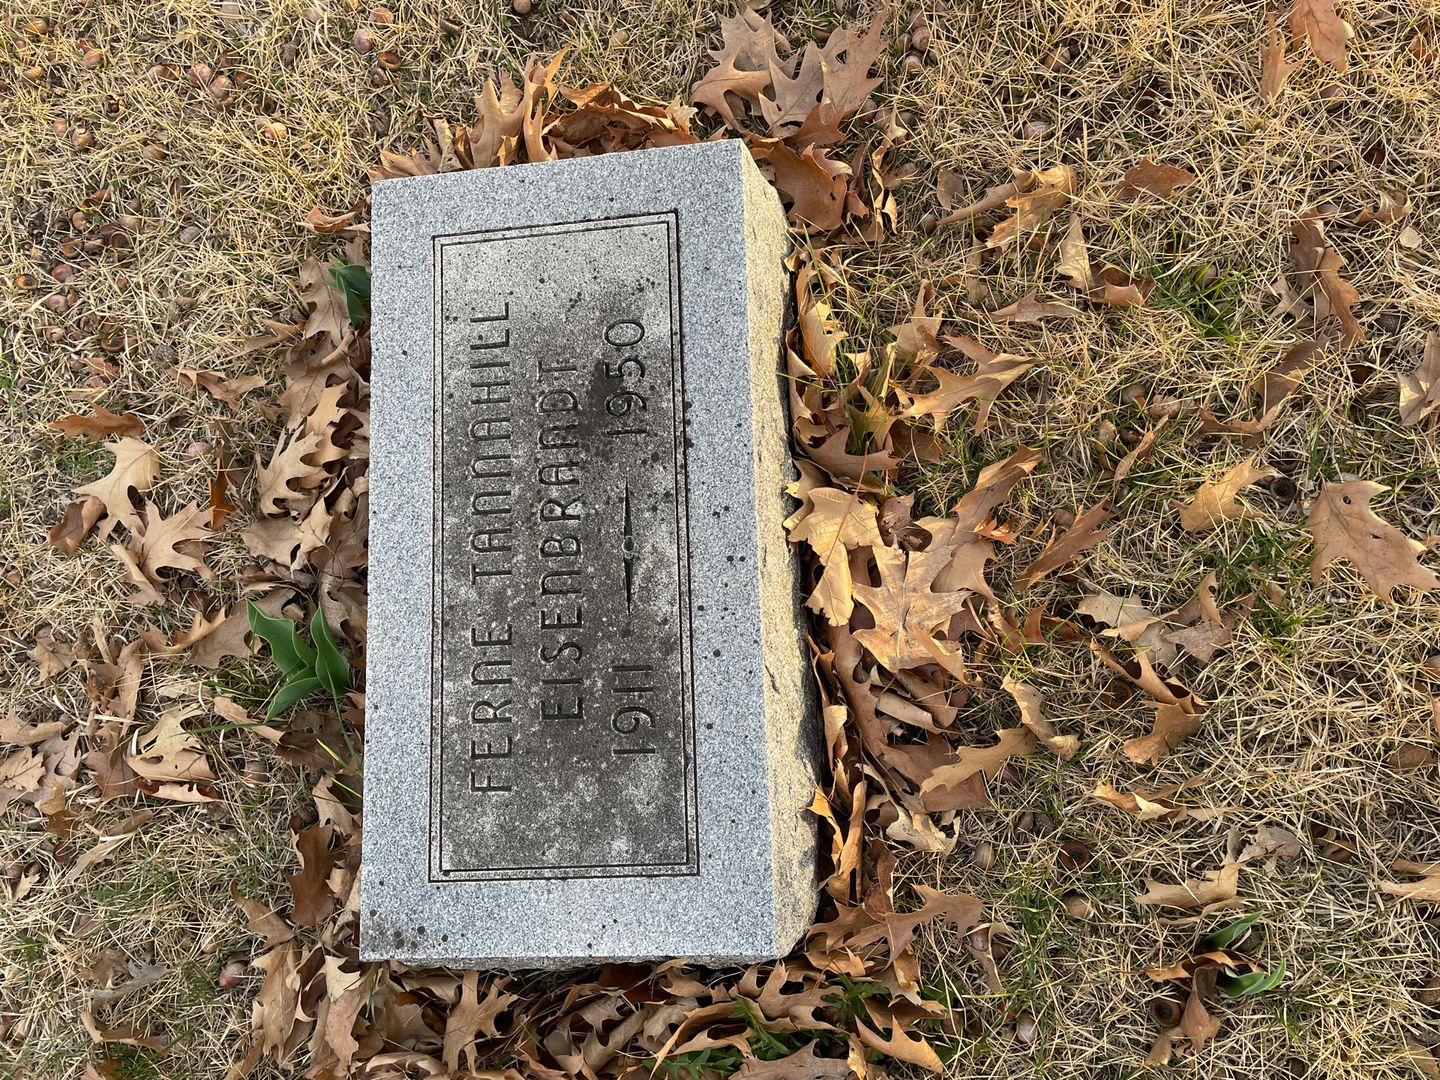 FERNE TANNAHILL
EISENBRANDT
1911 1950